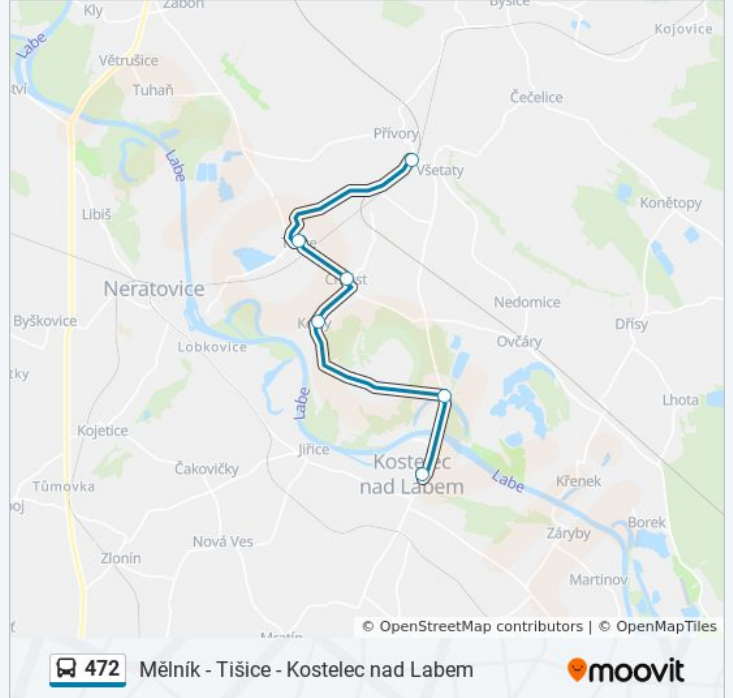 Kly
Zaboř
Byšice
Kojovice
Labe
Větrušice
Tuhaň
Čečelice
Přívory
Labe
Všetaty
Konětopy
Libiš
Neratovice
Nedomice
Byškovice
Dřísy
Lobkovice
Ovčáry
Labe
Lhota
Kojetice
Jiřice
Kostelec
nad Labem
Čakovičky
Labe
Křenek
Tůmovka
Borek
Záryby
Nová Ves
Zlonín
Martinov
© OpenStreetMap contributors | © OpenMapTiles
472 Mělník - Tišice - Kostelec nad Labem
moovit